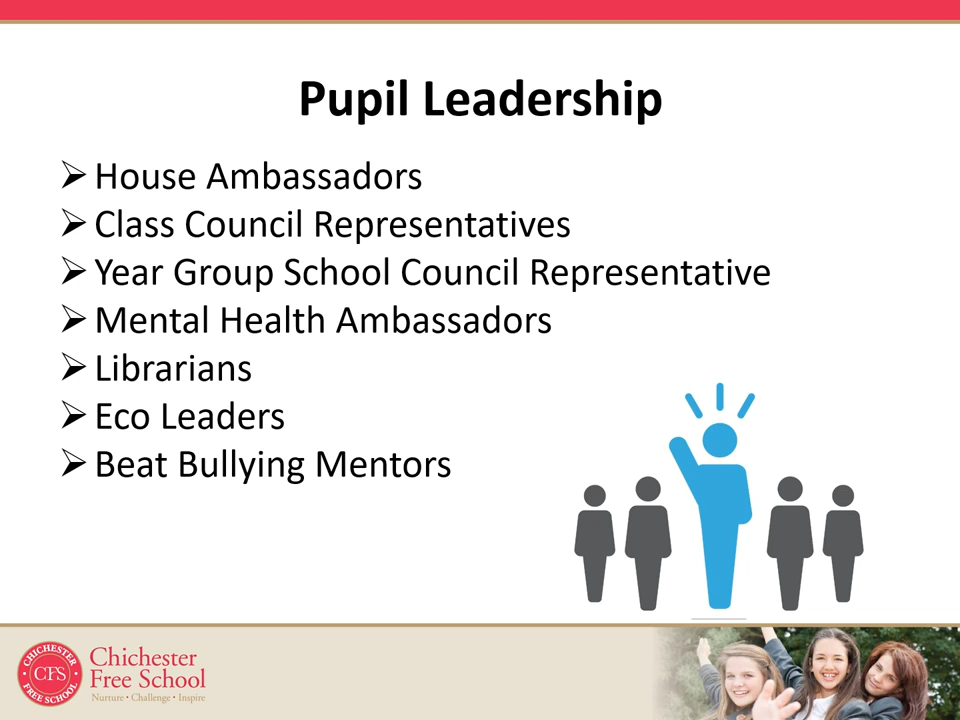 Pupil Leadership
House Ambassadors
Class Council Representatives
Year Group School Council Representative
Mental Health Ambassadors
Librarians
Eco Leaders
Beat Bullying Mentors
CHICHESTER
CFS
FREE SCHOOL
Chichester
Free School
Nurture • Challenge • Inspire